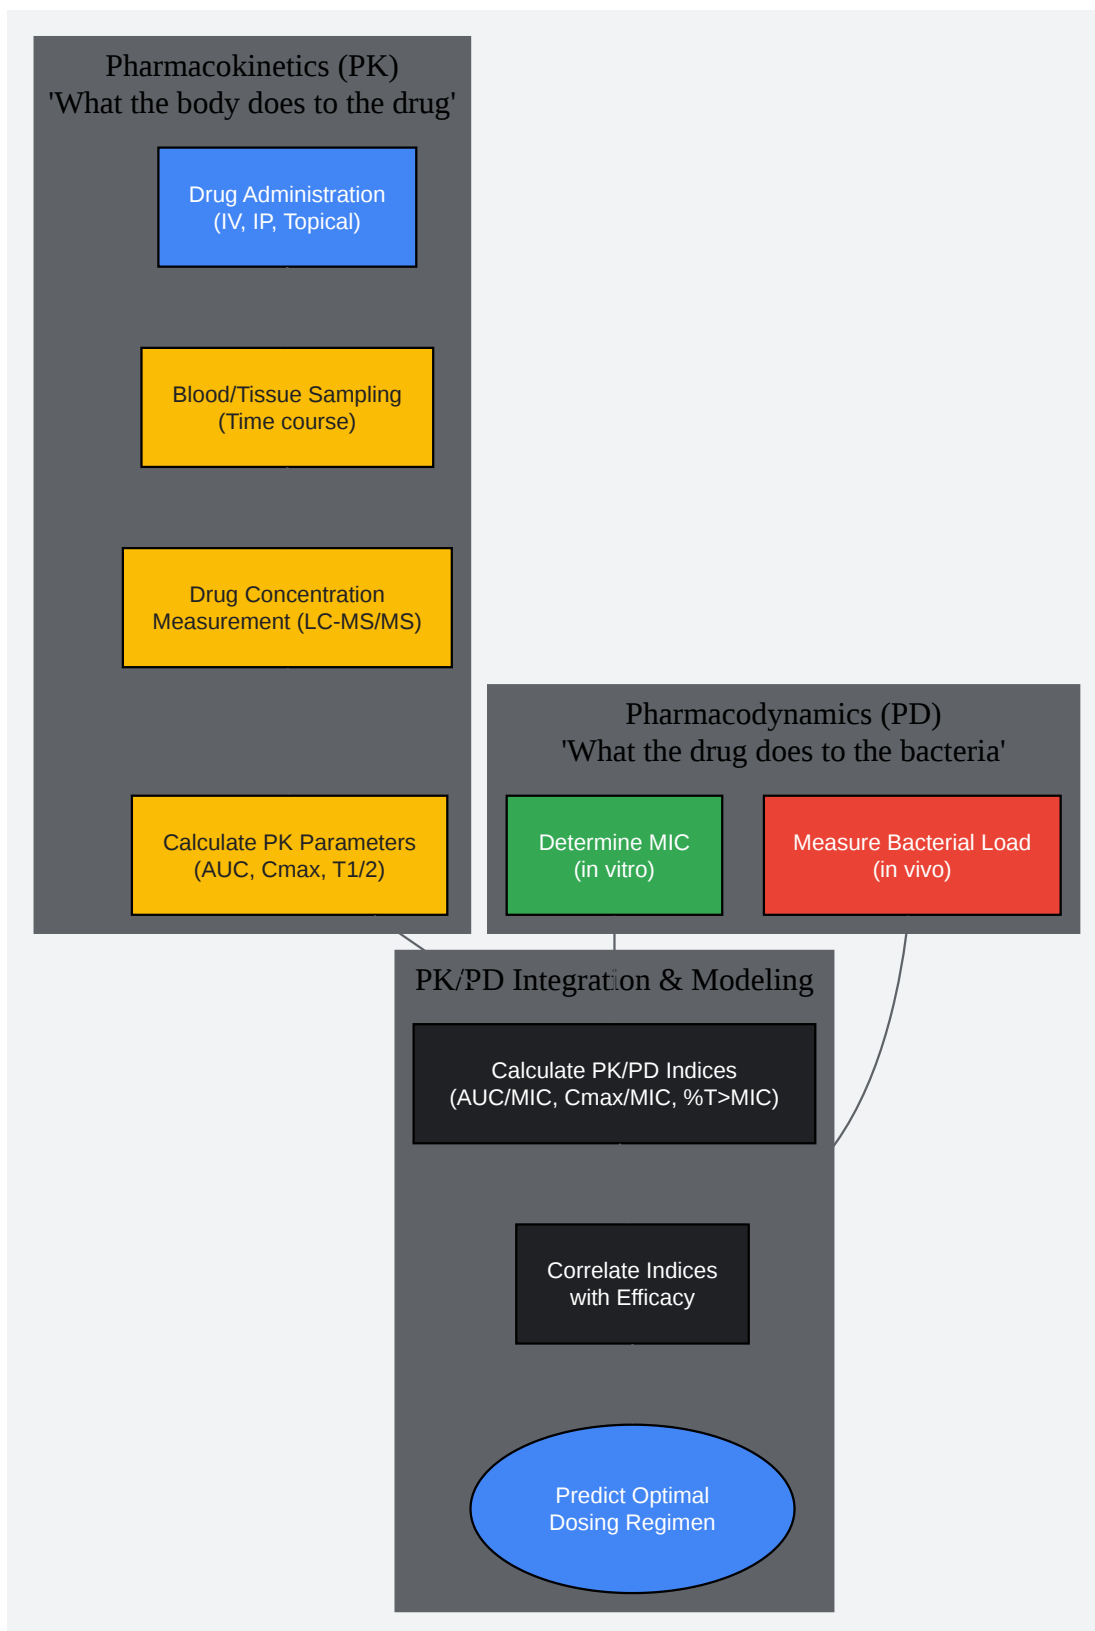 Pharmacokinetics (PK)
'What the body does to the drug'
Drug Administration
(IV, IP, Topical)
Blood/Tissue Sampling
(Time course)
Drug Concentration
Measurement (LC-MS/MS)
Calculate PK Parameters
(AUC, Cmax, T1/2)
Pharmacodynamics (PD)
'What the drug does to the bacteria'
Determine MIC
(in vitro)
Measure Bacterial Load
(in vivo)
PK/PD Integration & Modeling
Calculate PK/PD Indices
(AUC/MIC, Cmax/MIC, %T>MIC)
Correlate Indices
with Efficacy
Predict Optimal
Dosing Regimen